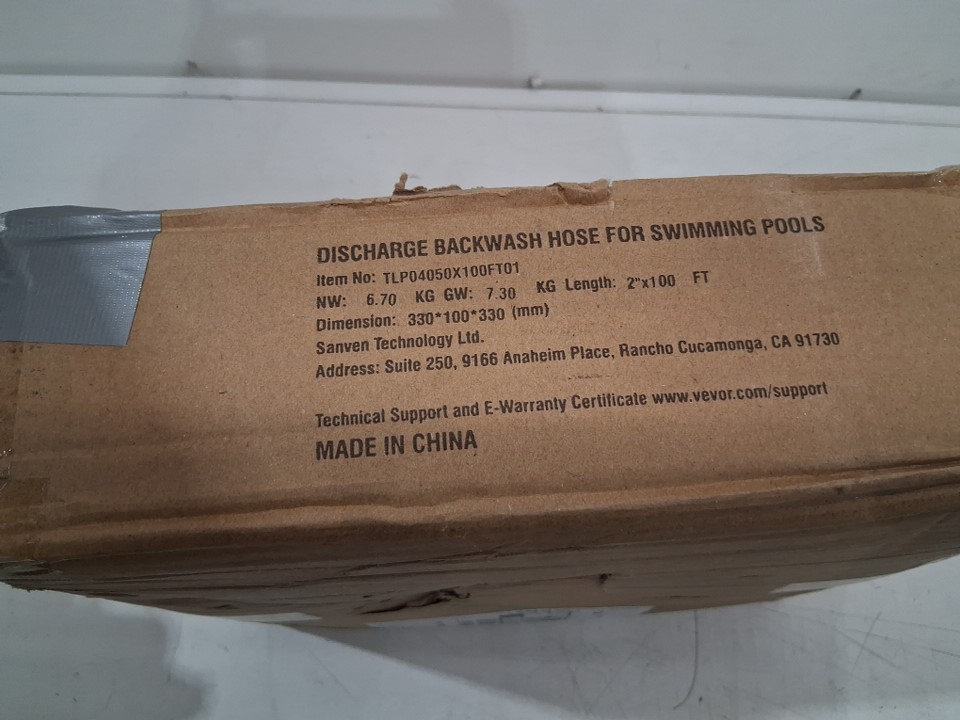 DISCHARGE BACKWASH HOSE FOR SWIMMING POOLS
Item No: TLP04050X100FT01
NW: 6.70 KG GW: 7.30 KG Length: 2"x100 FT
Dimension: 330*100*330 (mm)
Sanven Technology Ltd.
Address: Suite 250, 9166 Anaheim Place, Rancho Cucamonga, CA 91730
Technical Support and E-Warranty Certificate www.vevor.com/support
MADE IN CHINA